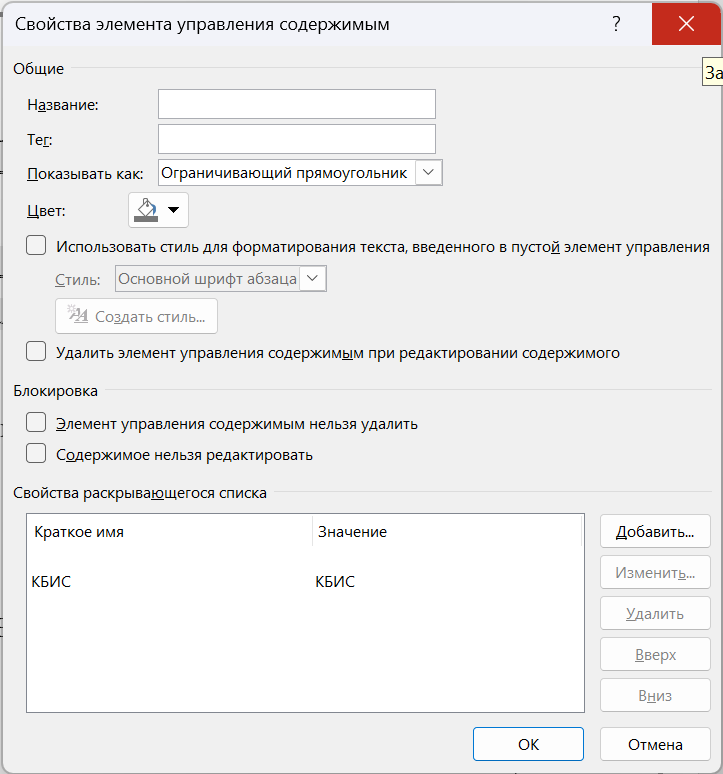 Свойства элемента управления содержимым ?
За
Общие
Название:
Тег:
Показывать как: Ограничивающий прямоугольник
Цвет:
Использовать стиль для форматирования текста, введенного в пустой элемент управления
Стиль: Основной шрифт абзаца
Создать стиль...
Удалить элемент управления содержимым при редактировании содержимого
Блокировка
Элемент управления содержимым нельзя удалить
Содержимое нельзя редактировать
Свойства раскрывающегося списка
Краткое имя Значение
КБИС КБИС
Добавить...
Изменить...
Удалить
Вверх
Вниз
ОК Отмена